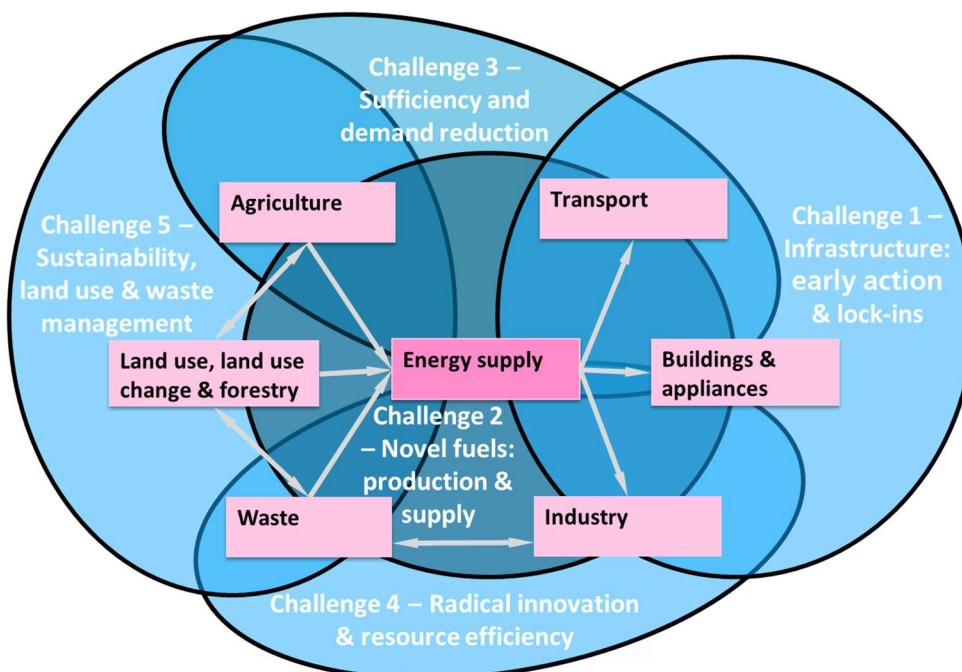 Challenge 3 –
Sufficiency and
demand reduction
Agriculture
Transport
Challenge 5 –
Sustainability,
land use & waste
management
Challenge 1 –
Infrastructure:
early action
& lock-ins
Land use, land use
change & forestry
Energy supply
Buildings &
appliances
Challenge 2
– Novel fuels:
production &
supply
Waste
Industry
Challenge 4 – Radical innovation
& resource efficiency